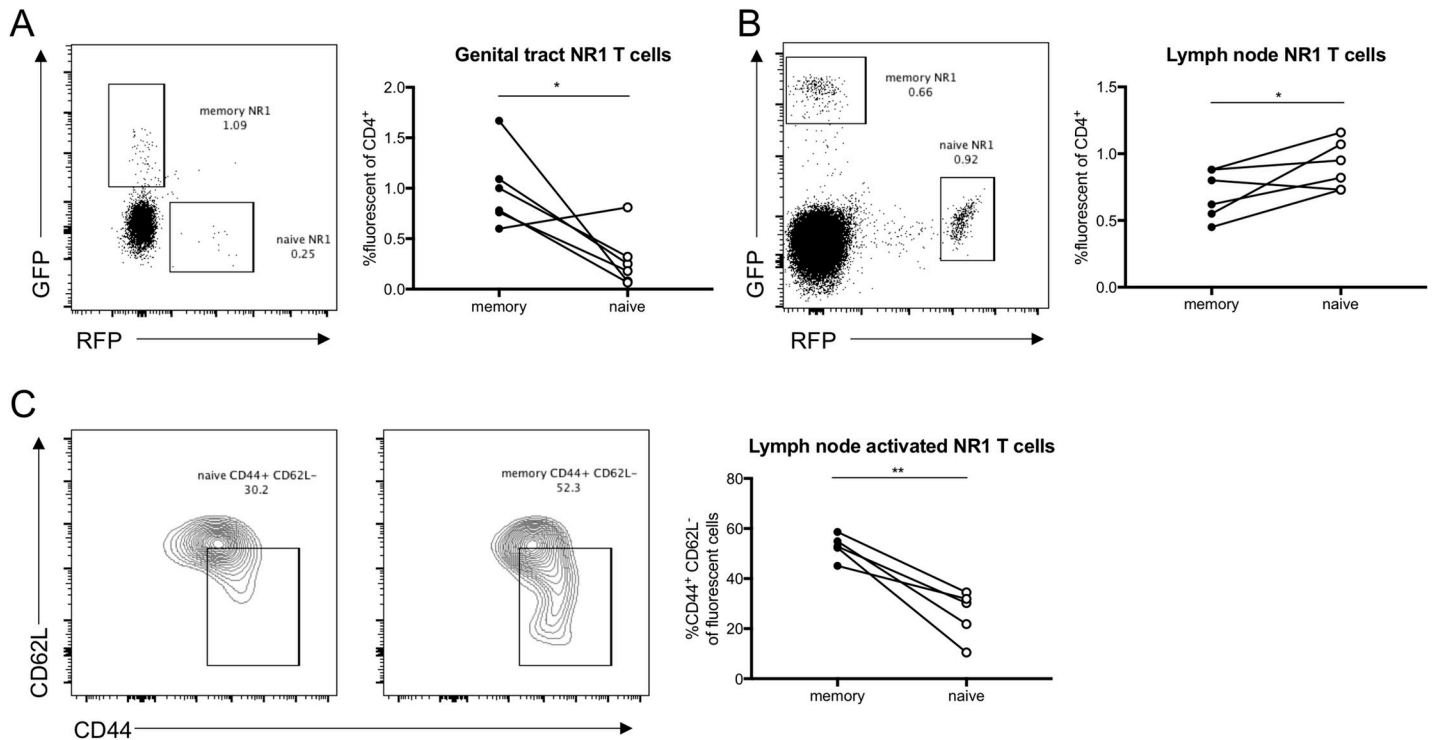 A
GFP
RFP
memory NR1
1.09
naive NR1
0.25
Genital tract NR1 T cells
*
%fluorescent of CD4+
2.0
1.5
1.0
0.5
0.0
memory
naive
B
GFP
RFP
memory NR1
0.66
naive NR1
0.92
Lymph node NR1 T cells
*
%fluorescent of CD4+
1.5
1.0
0.5
0.0
memory
naive
C
CD62L
CD44
naive CD44+ CD62L-
30.2
memory CD44+ CD62L-
52.3
Lymph node activated NR1 T cells
**
%CD44+ CD62L-
of fluorescent cells
80
60
40
20
0
memory
naive